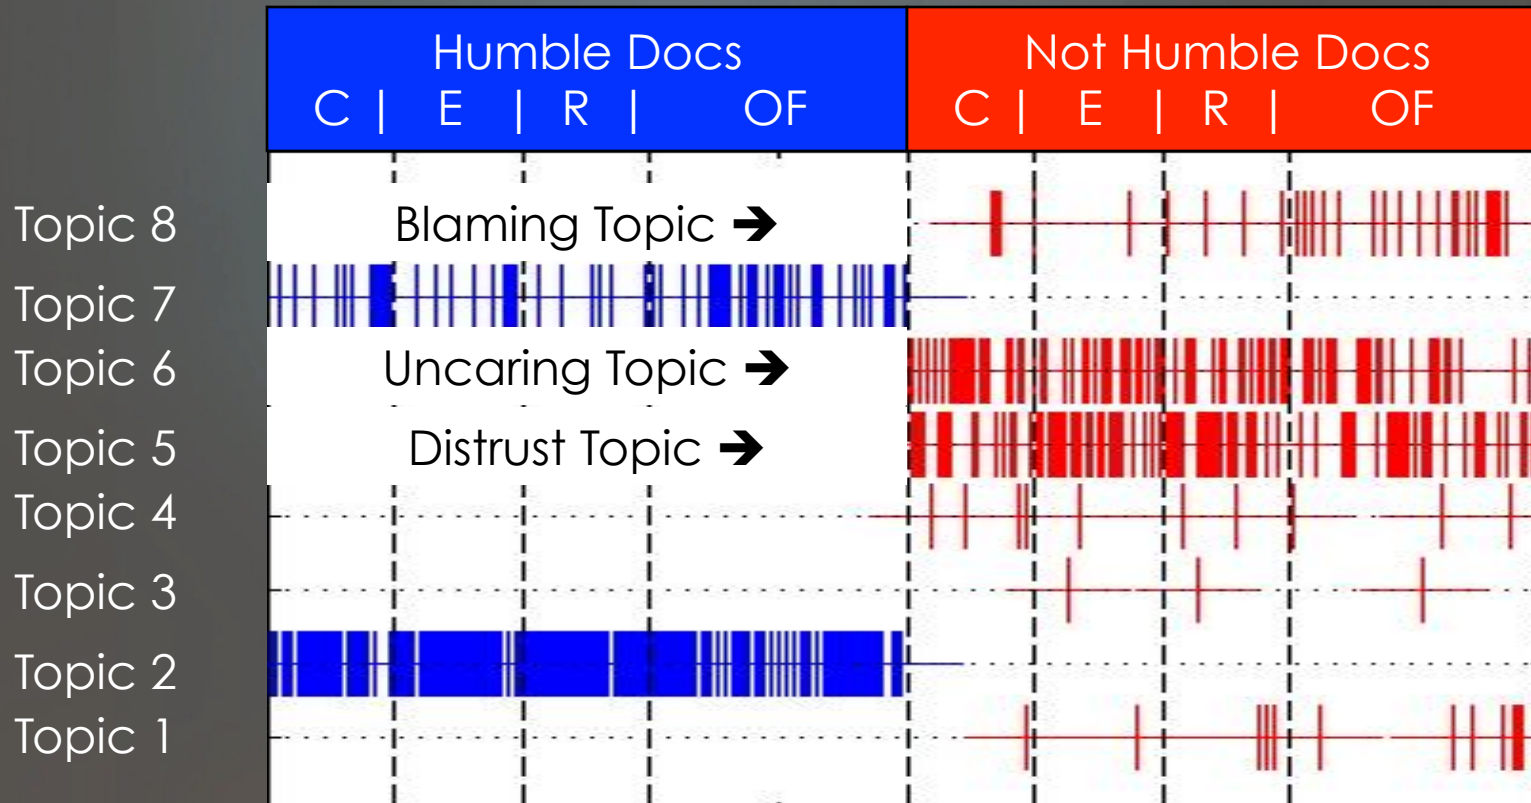 Humble Docs
C | E | R | OF
Not Humble Docs
C | E | R | OF
Topic 8
Blaming Topic ➔
Topic 7
Topic 6
Uncaring Topic ➔
Topic 5
Distrust Topic ➔
Topic 4
Topic 3
Topic 2
Topic 1